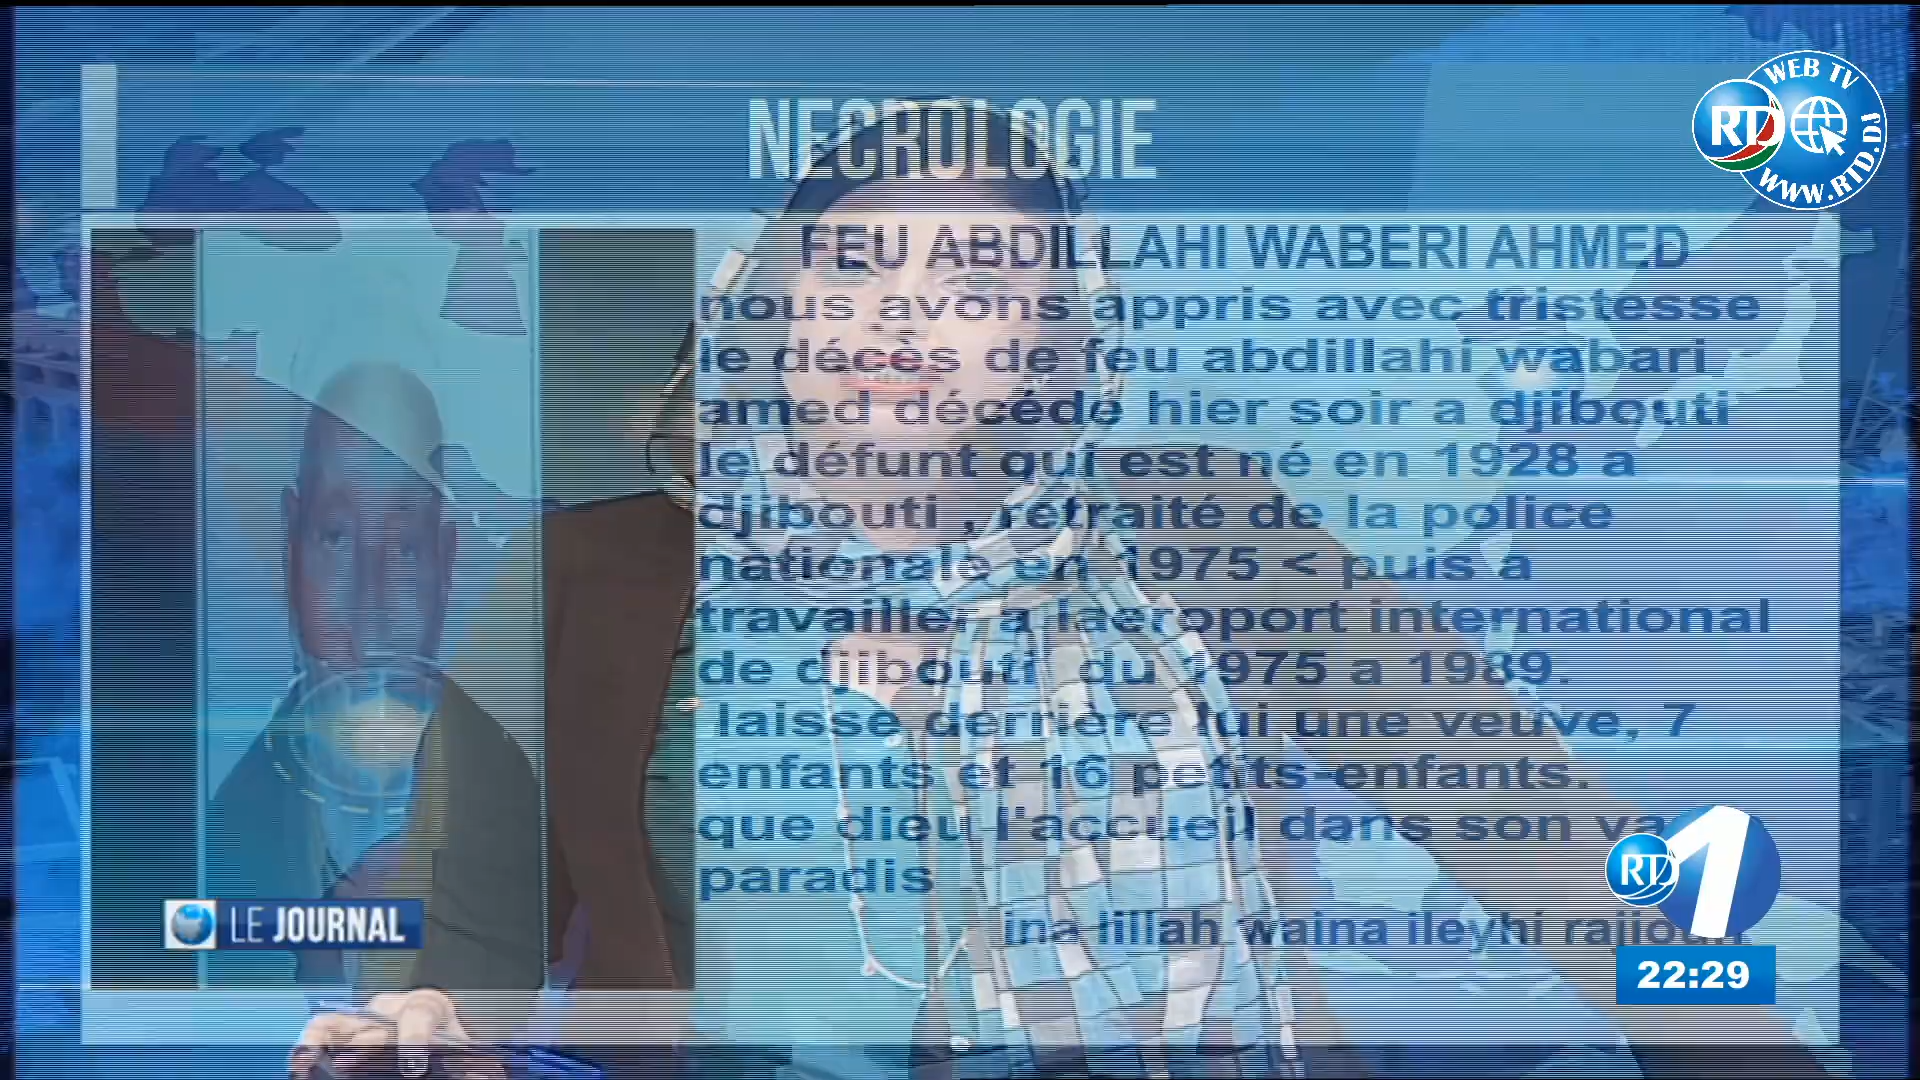 NECROLOGIE
WEB TV
RTD
WWW.RTD.DJ
FEU ABDILLAHI WABERI AHMED
nous avons appris avec tristesse
le décès de feu abdillahi wabari
amed décéde hier soir a djibouti
le défunt qui est né en 1928 a
djibouti , retraité de la police
nationale en 1975 < puis a
travailler a laeroport international
de djibouti du 1975 a 1989.
laisse derriere lui une veuve, 7
enfants et 16 petits-enfants.
que dieu l'accueil dans son
paradis
ina lillah waina ileyhi
LE JOURNAL
RTD 1
22:29